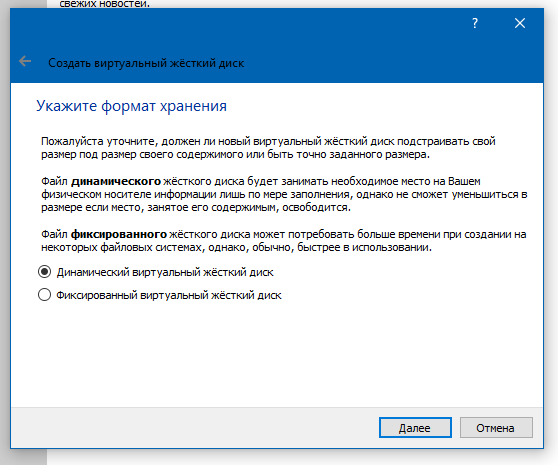 свежих новостей.
?
Создать виртуальный жёсткий диск
Укажите формат хранения
Пожалуйста уточните, должен ли новый виртуальный жёсткий диск подстраивать свой
размер под размер своего содержимого или быть точно заданного размера.
Файл динамического жёсткого диска будет занимать необходимое место на Вашем
физическом носителе информации лишь по мере заполнения, однако не сможет уменьшиться в
размере если место, занятое его содержимым, освободится.
Файл фиксированного жёсткого диска может потребовать больше времени при создании на
некоторых файловых системах, однако, обычно, быстрее в использовании.
Динамический виртуальный жёсткий диск
Фиксированный виртуальный жёсткий диск
Далее
Отмена